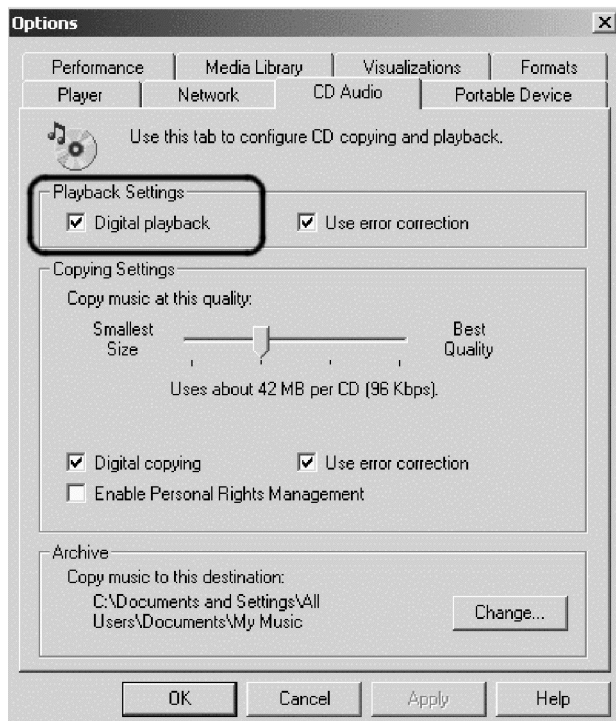 Options
Performance Media Library Visualizations Formats
Player Network CD Audio Portable Device
Use this tab to configure CD copying and playback.
Playback Settings
Digital playback Use error correction
Copying Settings
Copy music at this quality:
Smallest Size Best Quality
Uses about 42 MB per CD (96 Kbps).
Digital copying Use error correction
Enable Personal Rights Management
Archive
Copy music to this destination:
C:\Documents and Settings\All
Users\Documents\My Music
Change...
OK Cancel Apply Help